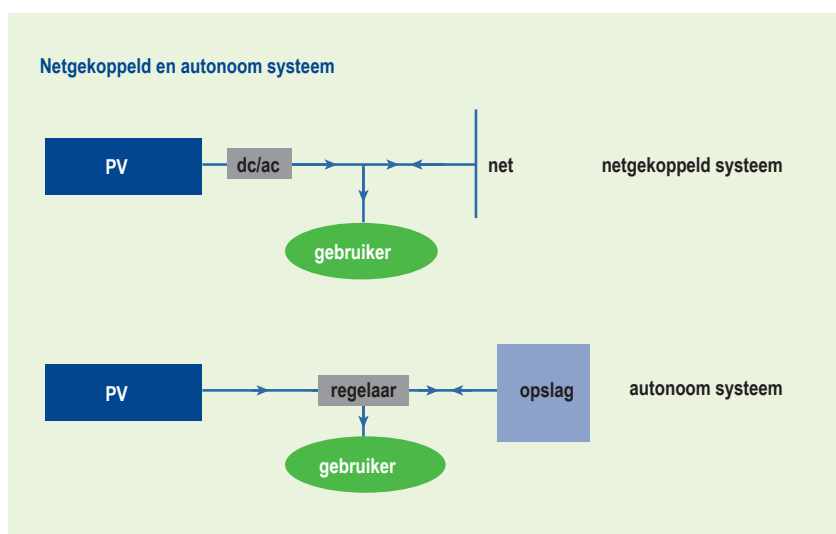 Netgekoppeld en autonoom systeem
PV
dc/ac
net
netgekoppeld systeem
gebruiker
PV
regelaar
opslag
autonoom systeem
gebruiker